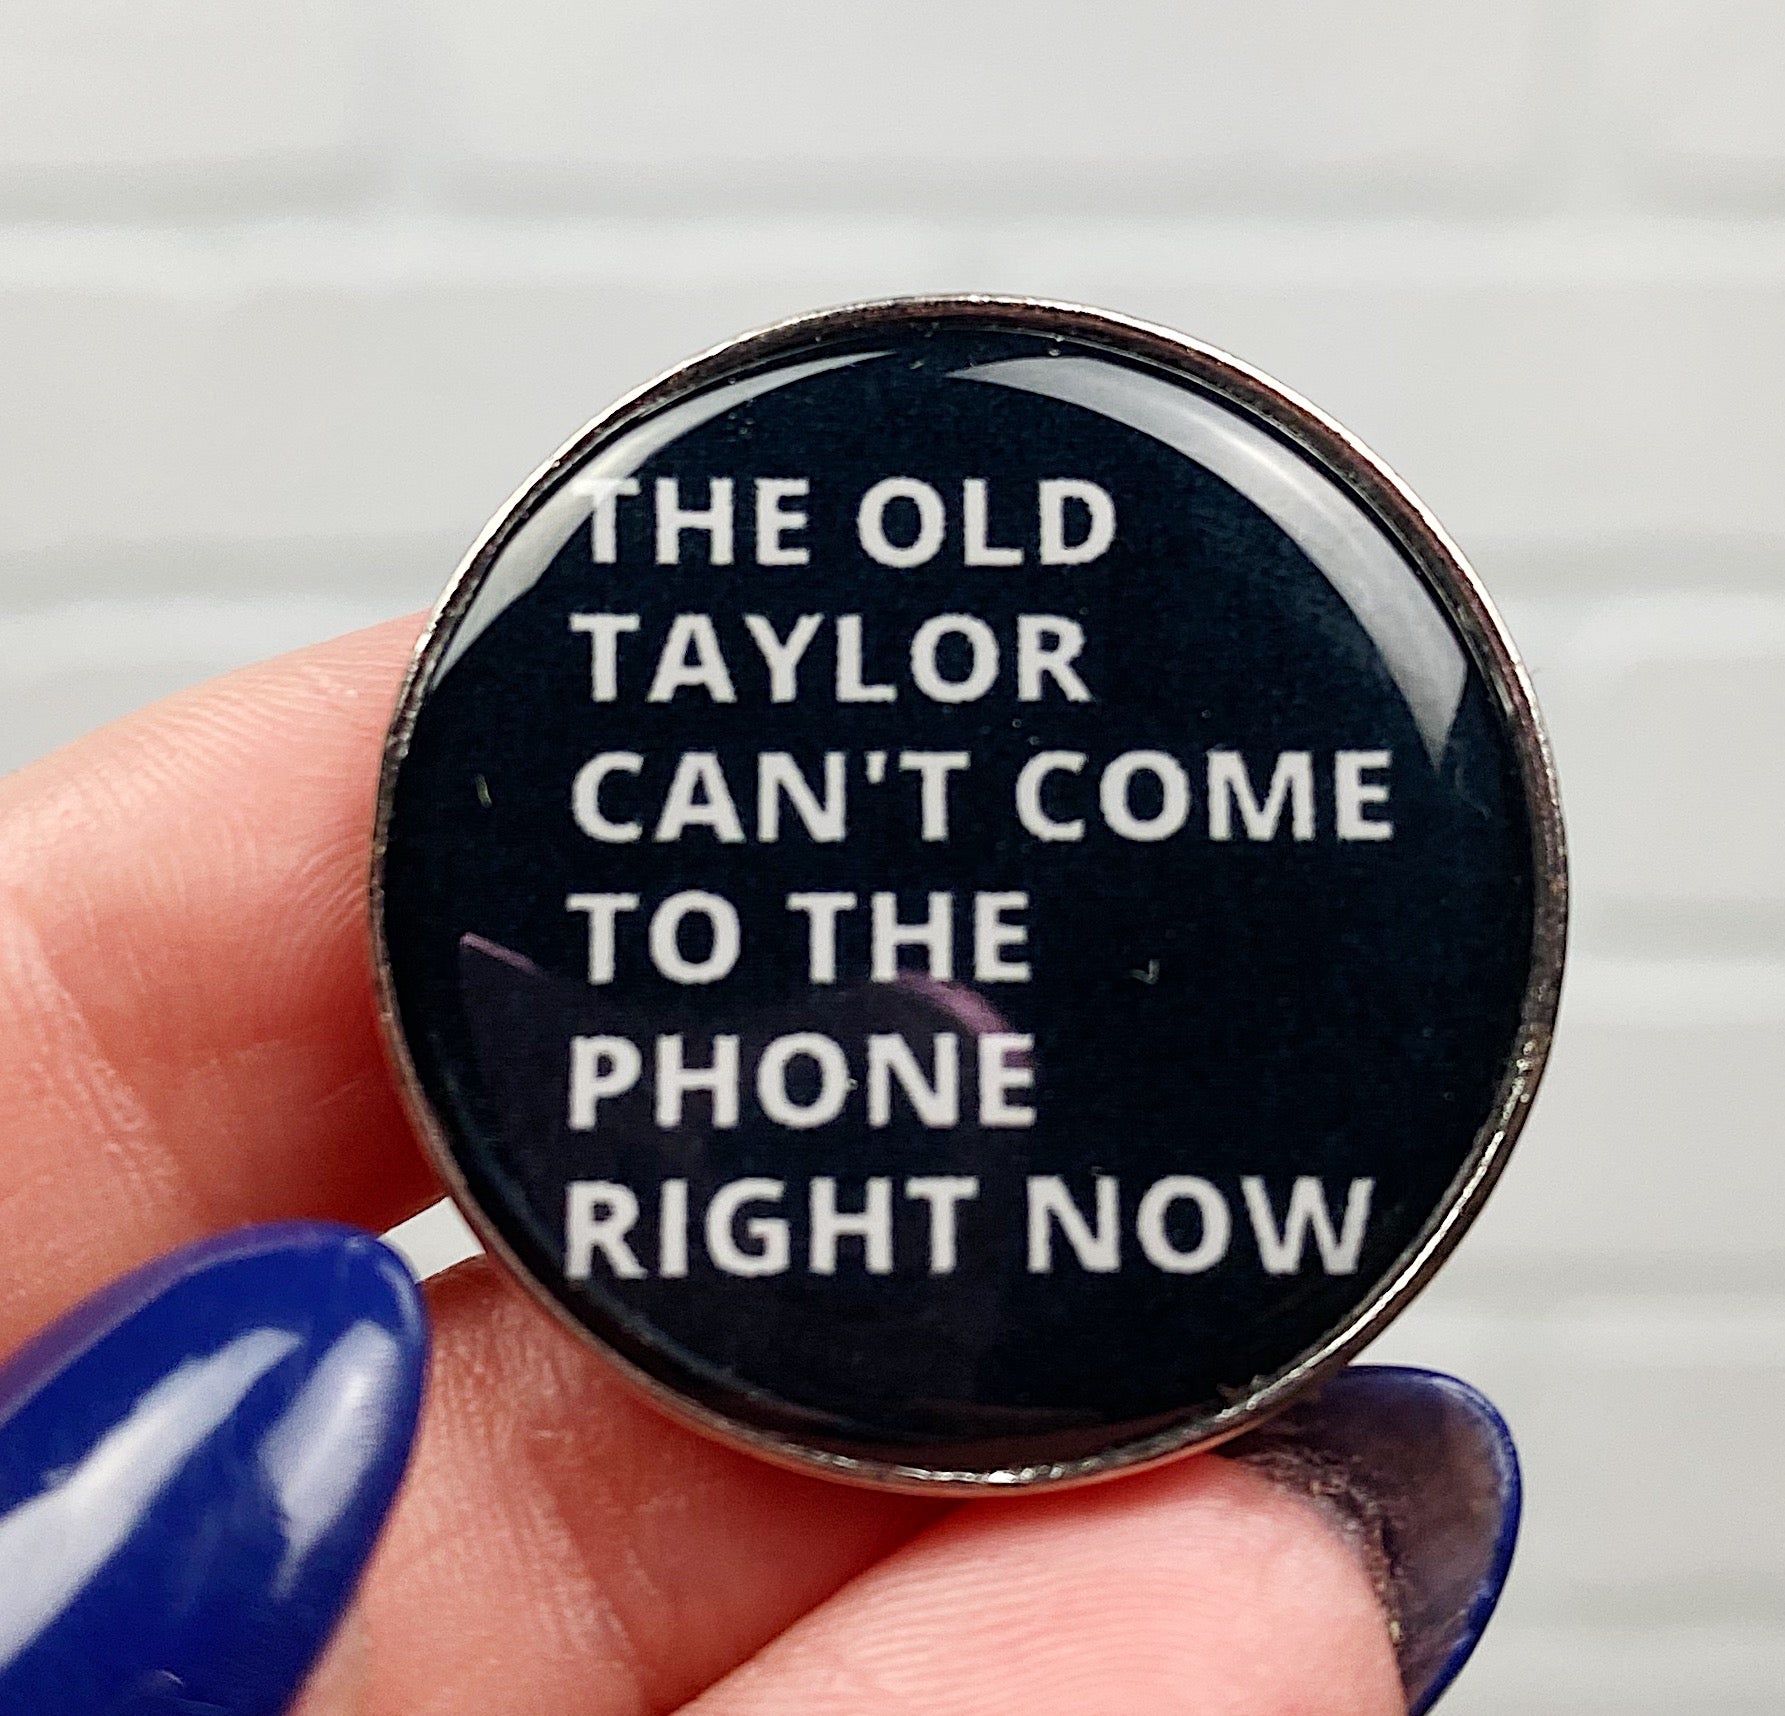 THE OLD
TAYLOR
CAN'T COME
TO THE
PHONE
RIGHT NOW